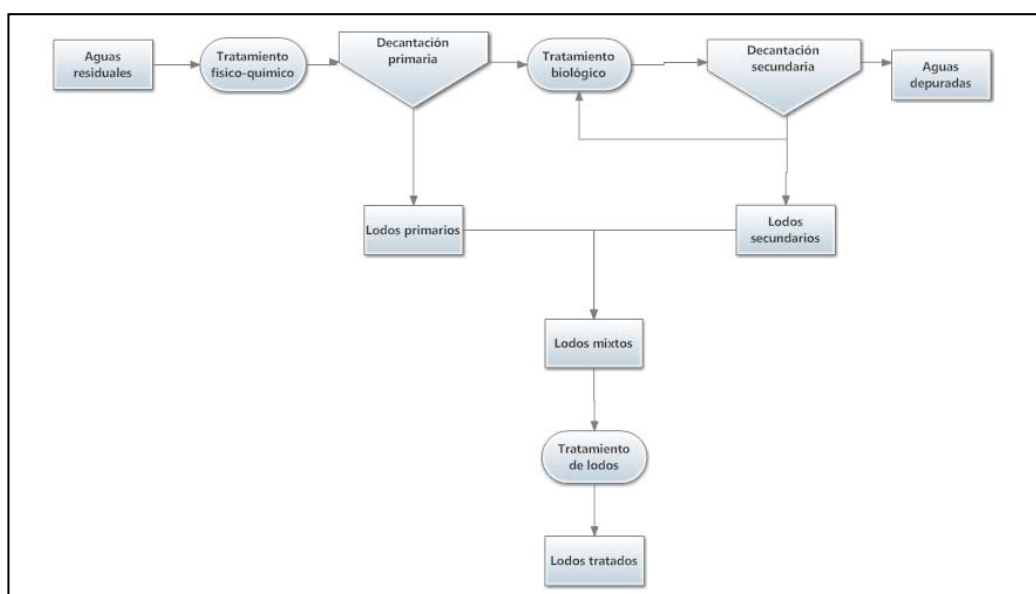 Aguas
residuales
Tratamiento
físico-químico
Decantación
primaria
Tratamiento
biológico
Decantación
secundaria
Aguas
depuradas
Lodos primarios
Lodos
secundarios
Lodos mixtos
Tratamiento
de lodos
Lodos tratados